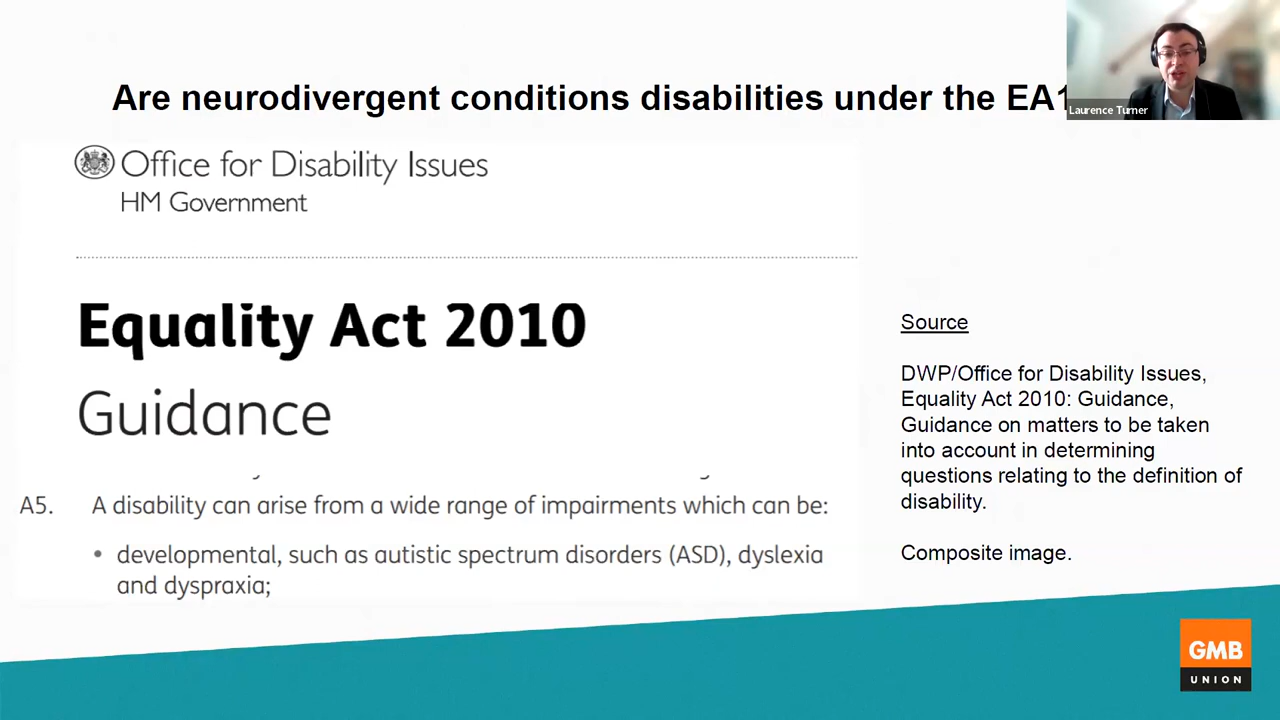 Are neurodivergent conditions disabilities under the EA1
Laurence Turner
Office for Disability Issues
HM Government
Equality Act 2010
Guidance
A5. A disability can arise from a wide range of impairments which can be:
• developmental, such as autistic spectrum disorders (ASD), dyslexia
and dyspraxia;
Source
DWP/Office for Disability Issues,
Equality Act 2010: Guidance,
Guidance on matters to be taken
into account in determining
questions relating to the definition of
disability.
Composite image.
GMB
UNION